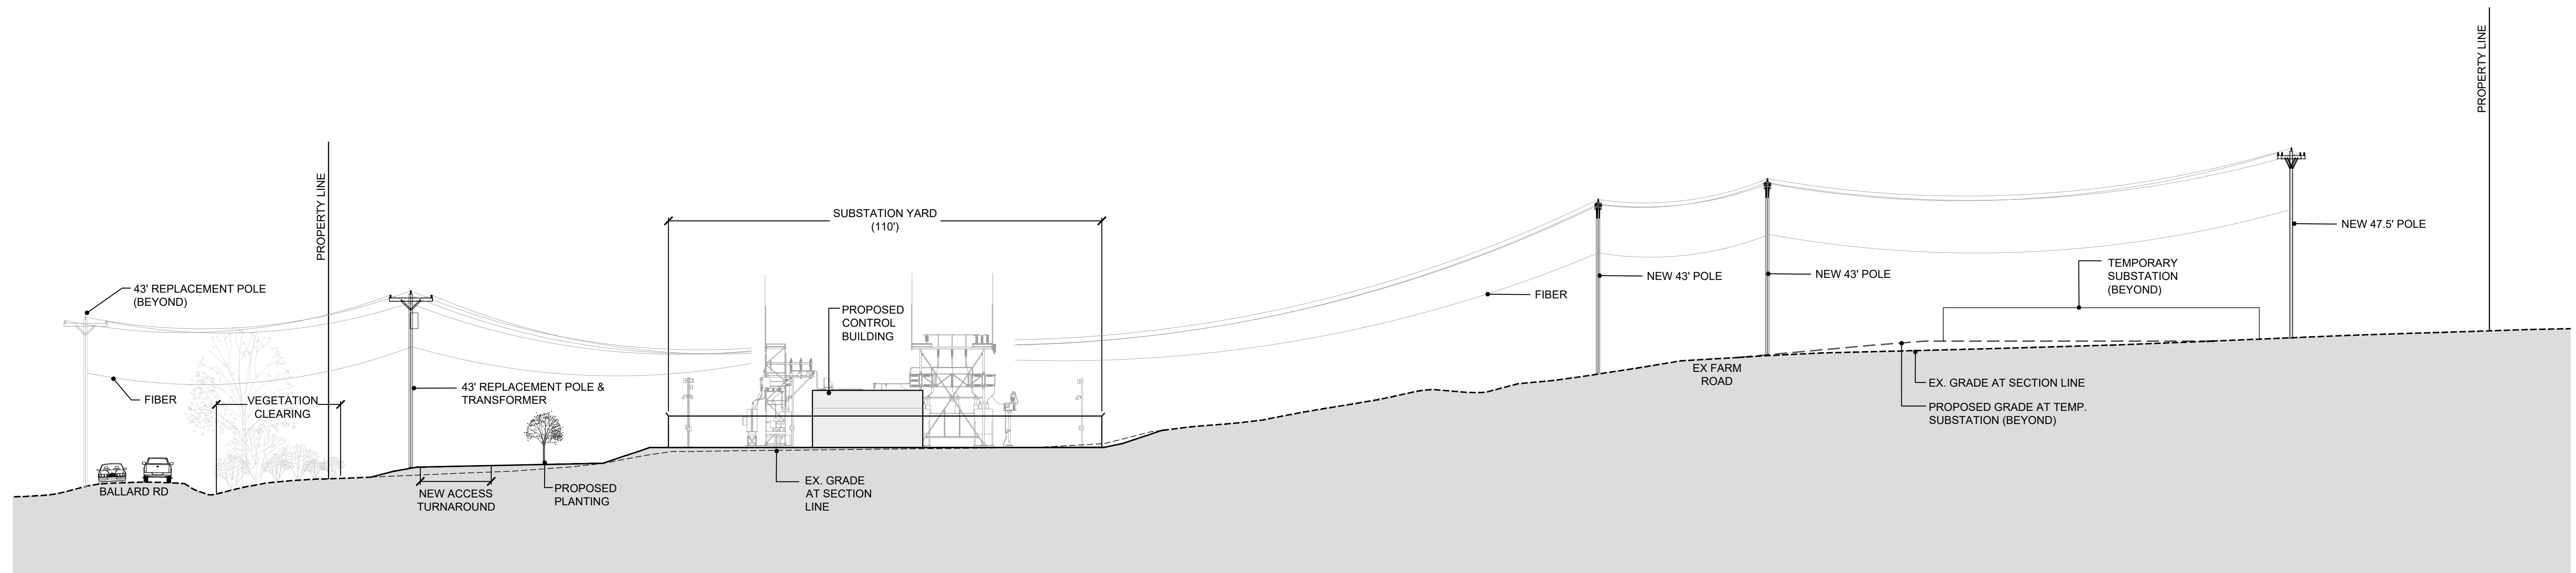 PROPERTY LINE
PROPERTY LINE
SUBSTATION YARD
(110')
43' REPLACEMENT POLE
(BEYOND)
PROPOSED
CONTROL
BUILDING
FIBER
NEW 43' POLE
NEW 43' POLE
TEMPORARY
SUBSTATION
(BEYOND)
NEW 47.5' POLE
FIBER
VEGETATION
CLEARING
43' REPLACEMENT POLE &
TRANSFORMER
EX FARM
ROAD
EX. GRADE AT SECTION LINE
PROPOSED GRADE AT TEMP.
SUBSTATION (BEYOND)
BALLARD RD
NEW ACCESS
TURNAROUND
PROPOSED
PLANTING
EX. GRADE
AT SECTION
LINE